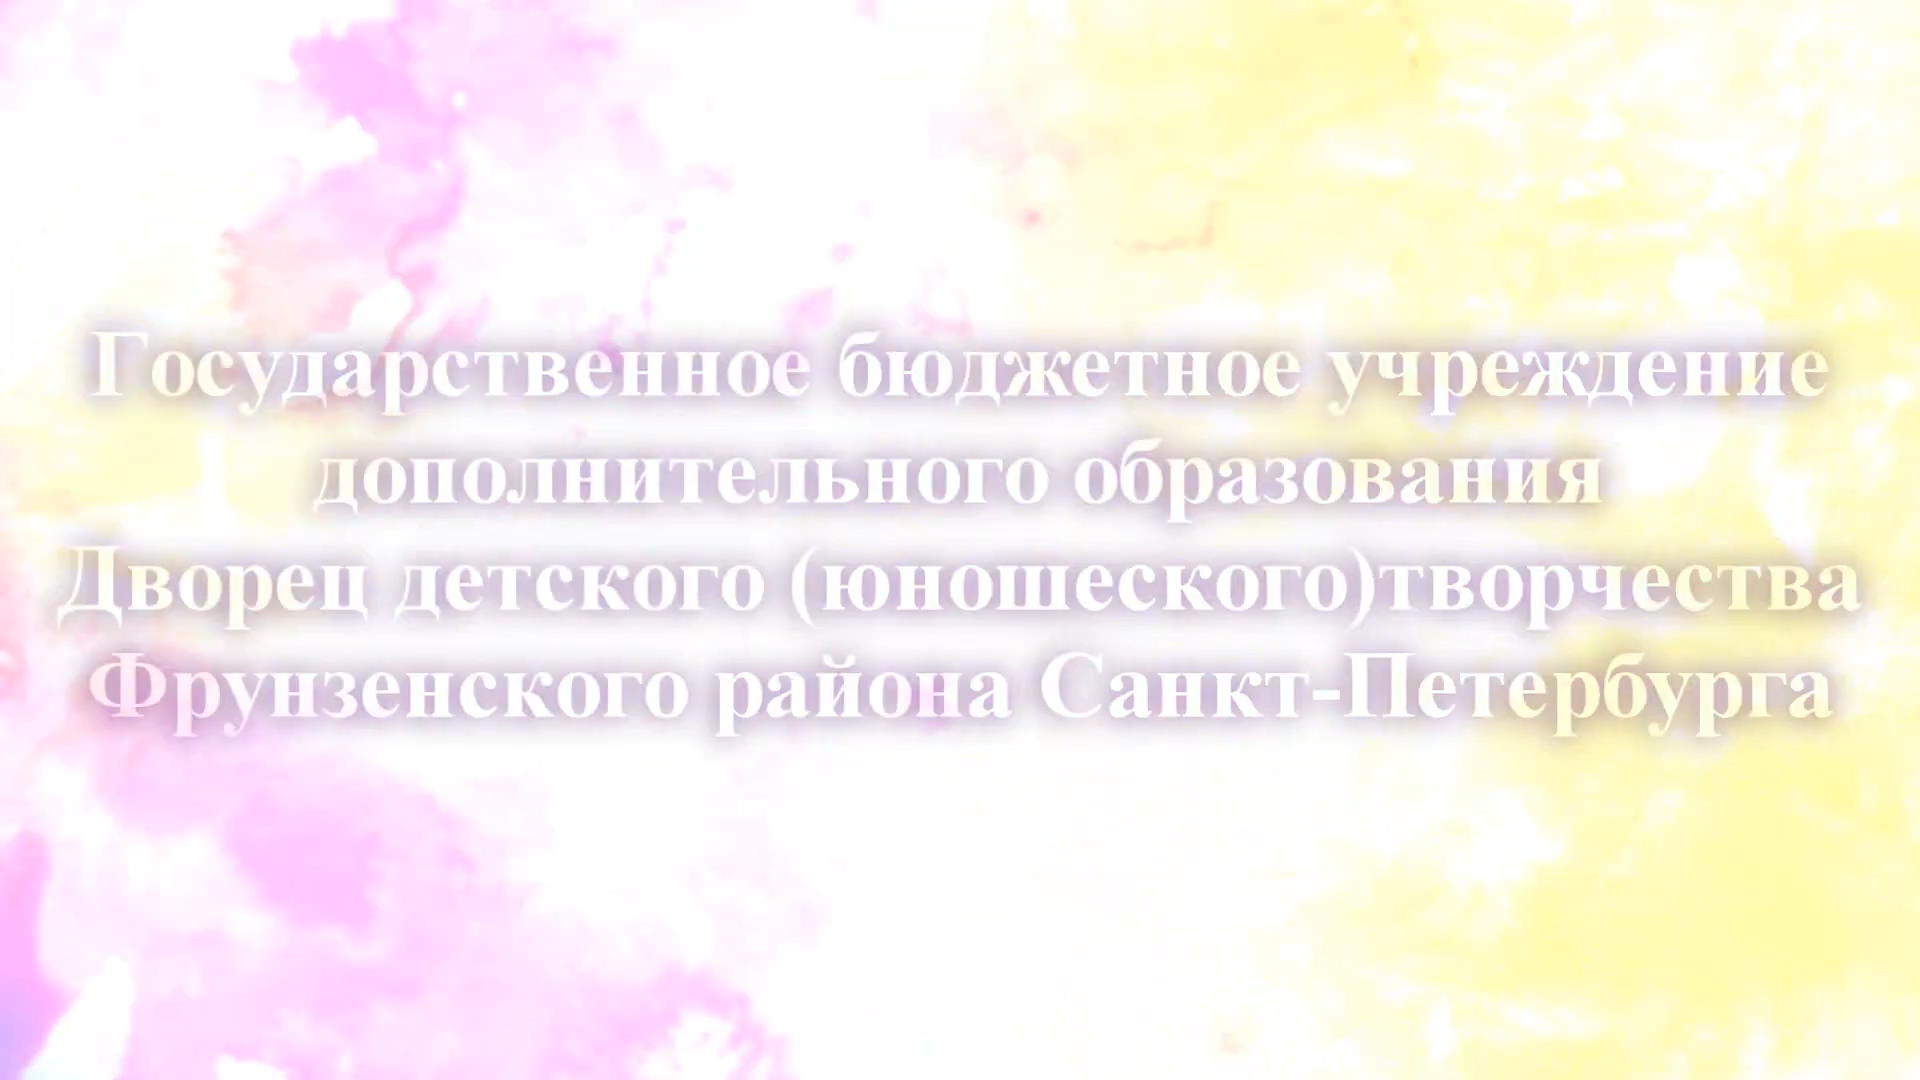 Государственное бюджетное учреждение
дополнительного образования
Дворец детского (юношеского)творчества
Фрунзенского района Санкт-Петербурга